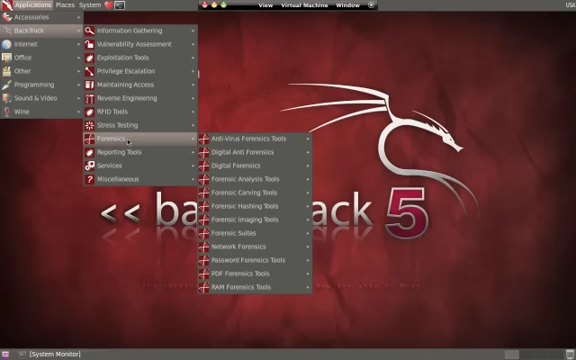 Applications Places System
View Virtual Machine Window
USA
Accessories
BackTrack
Internet
Office
Other
Programming
Sound & Video
Wine
Information Gathering
Vulnerability Assessment
Exploitation Tools
Privilege Escalation
Maintaining Access
Reverse Engineering
RFID Tools
Stress Testing
Forensics
Reporting Tools
Services
Miscellaneous
Anti-Virus Forensics Tools
Digital Anti Forensics
Digital Forensics
Forensic Analysis Tools
Forensic Carving Tools
Forensic Hashing Tools
Forensic Imaging Tools
Forensic Suites
Network Forensics
Password Forensics Tools
PDF Forensics Tools
RAM Forensics Tools
<< ba ack 5
[System Monitor]